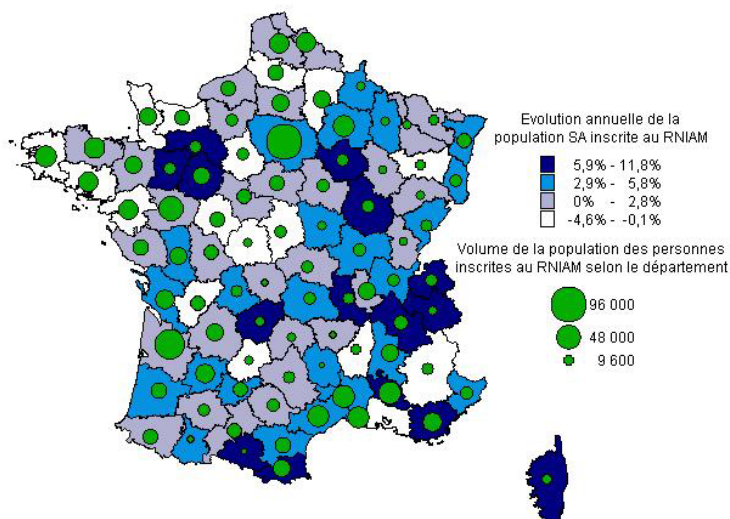 Evolution annuelle de la
population SA inscrite au RNIAM
5,9% - 11,8%
2,9% - 5,8%
0% - 2,8%
-4,6% - -0,1%
Volume de la population des personnes
inscrites au RNIAM selon le département
96 000
48 000
9 600